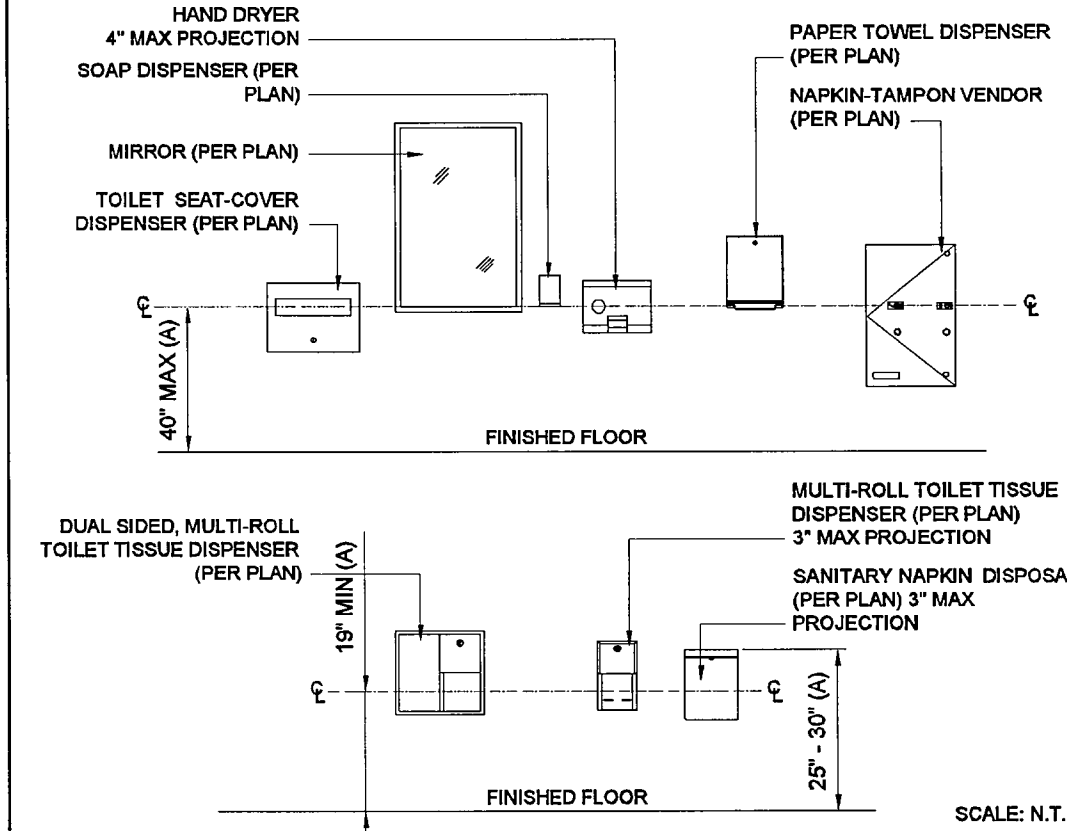 HAND DRYER
4" MAX PROJECTION
SOAP DISPENSER (PER
PLAN)
MIRROR (PER PLAN)
TOILET SEAT-COVER
DISPENSER (PER PLAN)
PAPER TOWEL DISPENSER
(PER PLAN)
NAPKIN-TAMPON VENDOR
(PER PLAN)
℄
℄
40" MAX (A)
FINISHED FLOOR
DUAL SIDED, MULTI-ROLL
TOILET TISSUE DISPENSER
(PER PLAN)
19" MIN (A)
MULTI-ROLL TOILET TISSUE
DISPENSER (PER PLAN)
3" MAX PROJECTION
SANITARY NAPKIN DISPOSA
(PER PLAN) 3" MAX
PROJECTION
℄
℄
25" - 30" (A)
FINISHED FLOOR
SCALE: N.T.